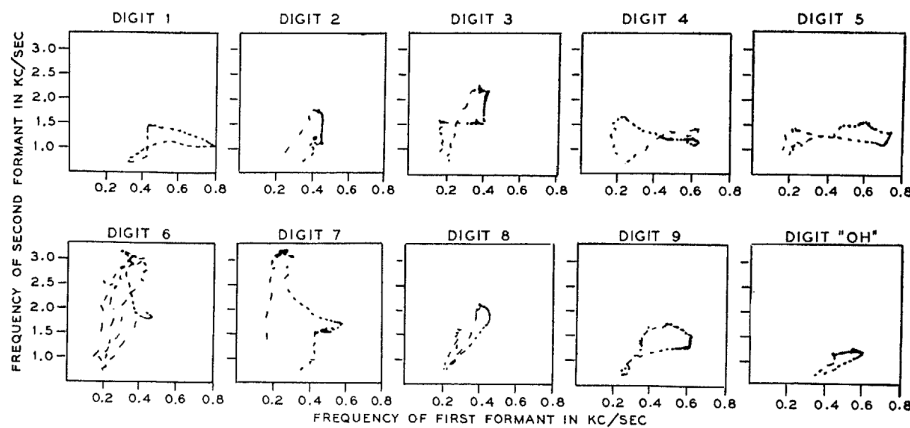 DIGIT 1 DIGIT 2 DIGIT 3 DIGIT 4 DIGIT 5
FREQUENCY OF SECOND FORMANT IN KC/SEC
3.0
2.5
2.0
1.5
1.0
0.2 0.4 0.6 0.8 0.2 0.4 0.6 0.8 0.2 0.4 0.6 0.8 0.2 0.4 0.6 0.8 0.2 0.4 0.6 0.8
DIGIT 6 DIGIT 7 DIGIT 8 DIGIT 9 DIGIT "OH"
3.0
2.5
2.0
1.5
1.0
0.2 0.4 0.6 0.8 0.2 0.4 0.6 0.8 0.2 0.4 0.6 0.8 0.2 0.4 0.6 0.8 0.2 0.4 0.6 0.8
FREQUENCY OF FIRST FORMANT IN KC/SEC